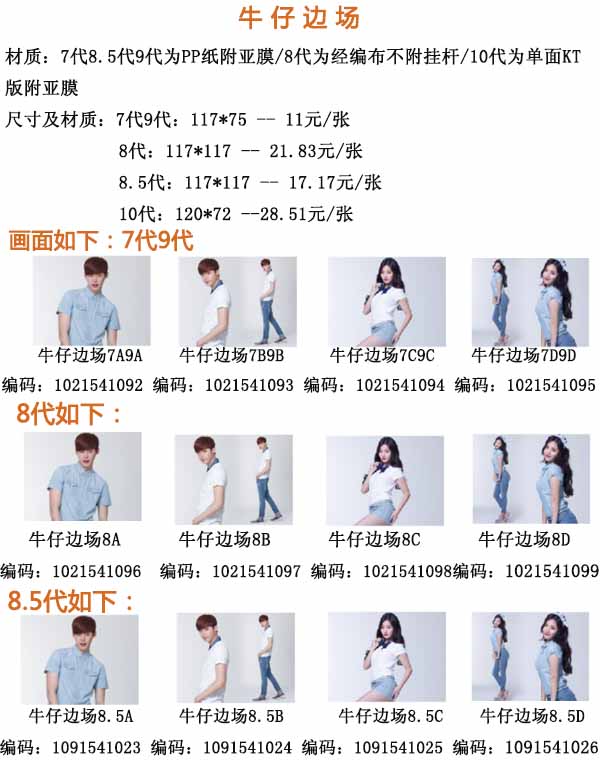 牛仔边场
材质：7代8.5代9代为PP纸附亚膜/8代为经编布不附挂杆/10代为单面KT
版附亚膜
尺寸及材质：7代9代：117*75 -- 11元/张
8代：117*117 -- 21.83元/张
8.5代：117*117 -- 17.17元/张
10代：120*72 --28.51元/张
画面如下：7代9代
牛仔边场7A9A 牛仔边场7B9B 牛仔边场7C9C 牛仔边场7D9D
编码：1021541092 编码：1021541093 编码：1021541094 编码：1021541095
8代如下：
牛仔边场8A 牛仔边场8B 牛仔边场8C 牛仔边场8D
编码：1021541096 编码：1021541097 编码：1021541098 编码：1021541099
8.5代如下：
牛仔边场8.5A 牛仔边场8.5B 牛仔边场8.5C 牛仔边场8.5D
编码：1091541023 编码：1091541024 编码：1091541025 编码：1091541026